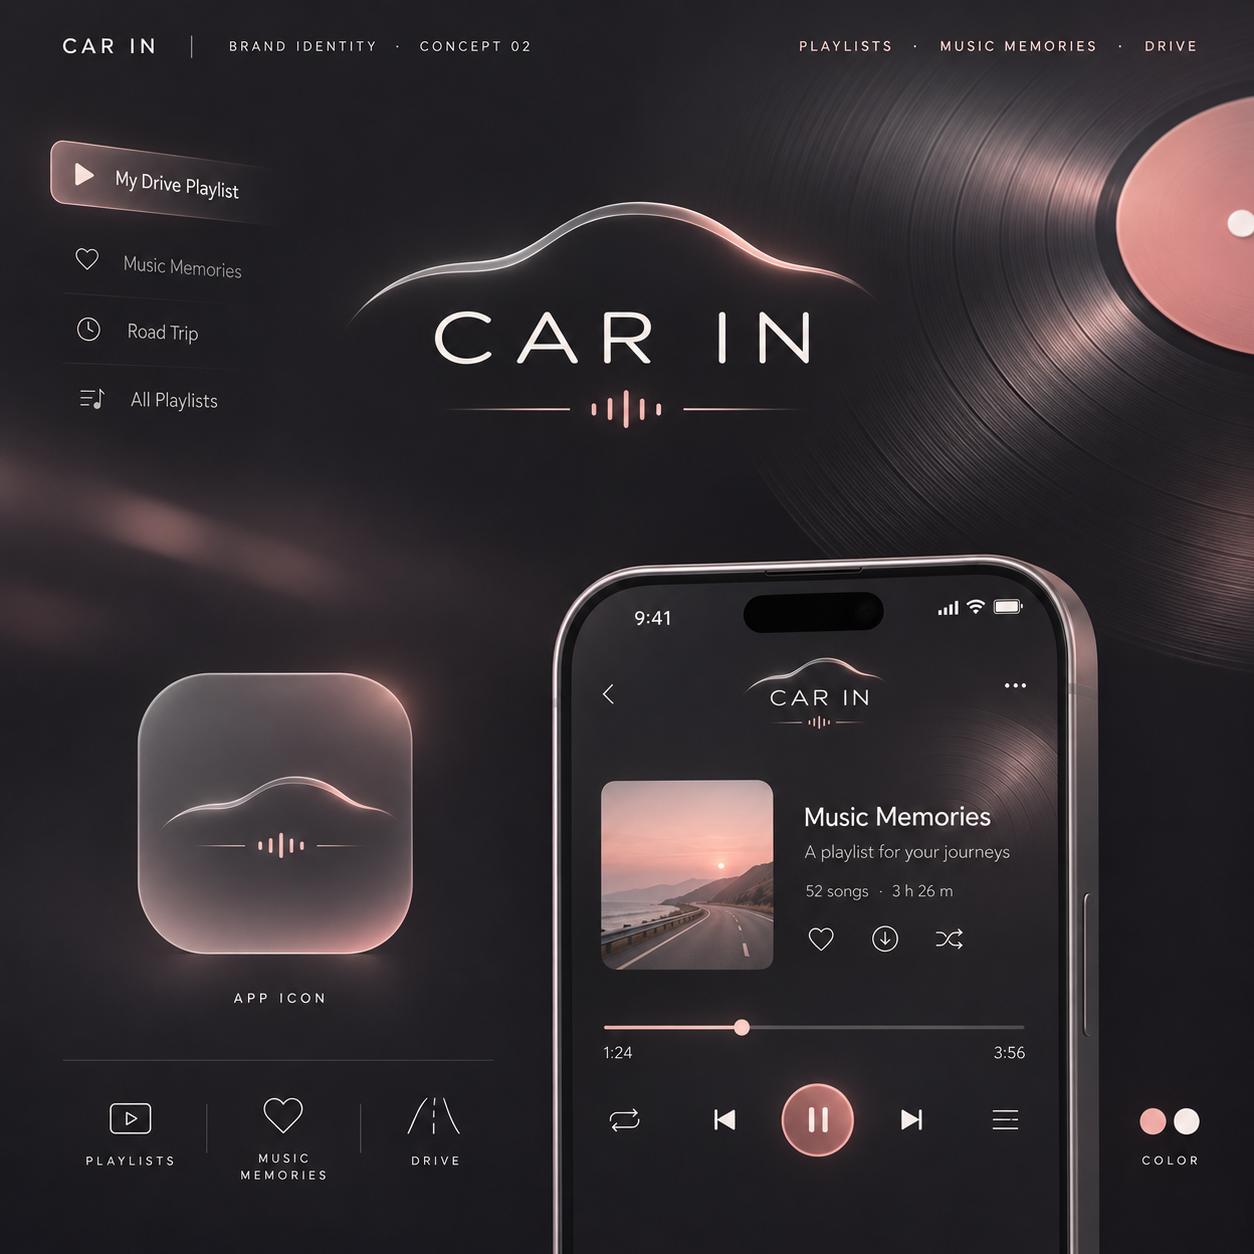 CAR IN
BRAND IDENTITY · CONCEPT 02
PLAYLISTS · MUSIC MEMORIES · DRIVE
My Drive Playlist
Music Memories
Road Trip
All Playlists
CAR IN
APP ICON
PLAYLISTS
MUSIC
MEMORIES
DRIVE
9:41
CAR IN
Music Memories
A playlist for your journeys
52 songs · 3 h 26 m
1:24
3:56
COLOR